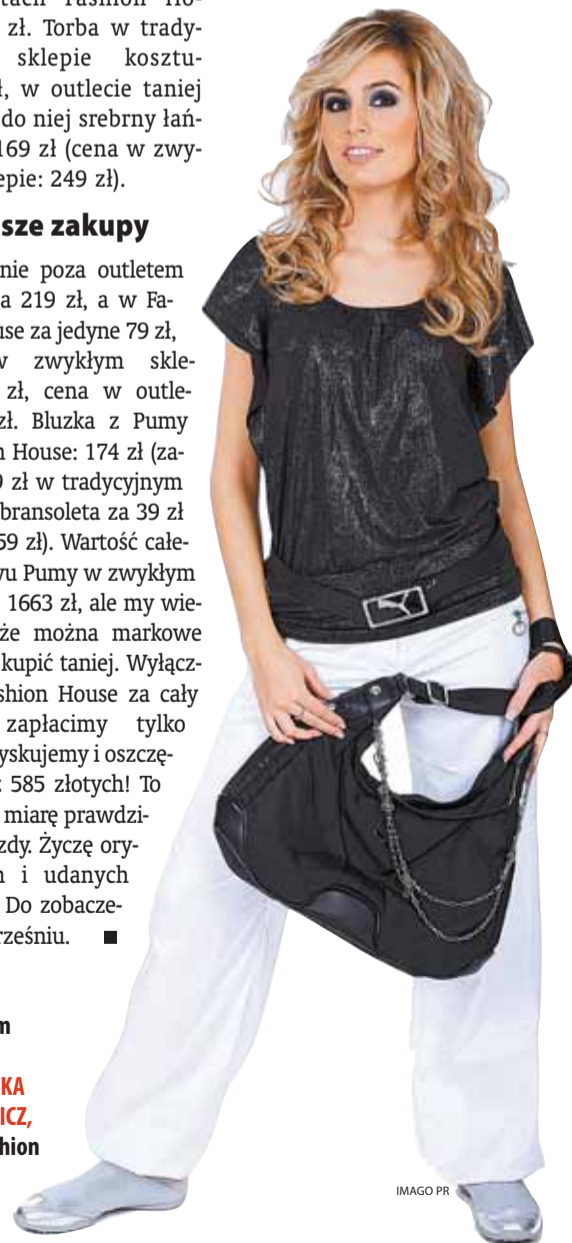 tach Fashion Ho-
zł. Torba w trady-
sklepie kosztu-
w outlecie taniej
do niej srebrny łań-
169 zł (cena w zwy-
epie: 249 zł).
sze zakupy
nie poza outletem
a 219 zł, a w Fa-
use za jedyne 79 zł,
w zwykłym skle-
zł, cena w outle-
zł. Bluzka z Pumy
n House: 174 zł (za-
9 zł w tradycyjnym
bransoleta za 39 zł
59 zł). Wartość całe-
wu Pumy w zwykłym
1663 zł, ale my wie-
że można markowe
kupić taniej. Wyłącz-
shion House za cały
zapłacimy tylko
yskujemy i oszczę-
585 złotych! To
miarę prawdzi-
zdy. Życzę ory-
i udanych
Do zobacze-
rześniu. ■
m
KA
ICZ,
hion
IMAGO PR